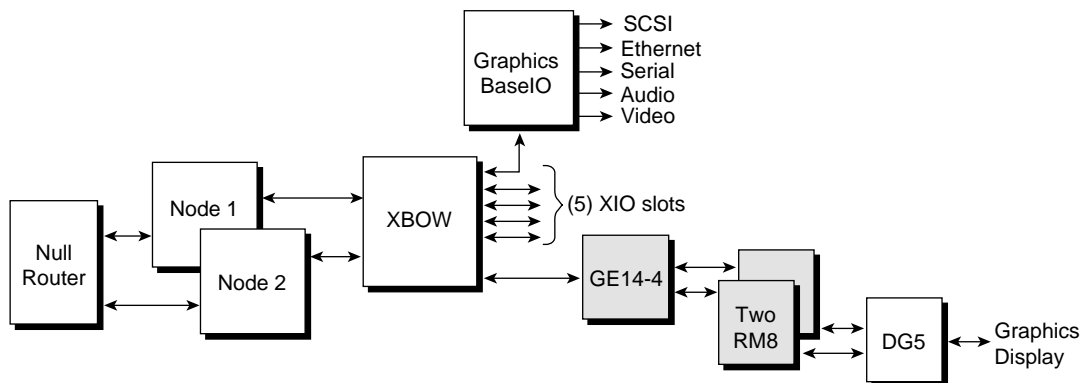 SCSI
Ethernet
Serial
Audio
Video
Graphics
BaseIO
Node 1
XBOW
(5) XIO slots
Null
Router
Node 2
GE14-4
Two
RM8
DG5
Graphics
Display